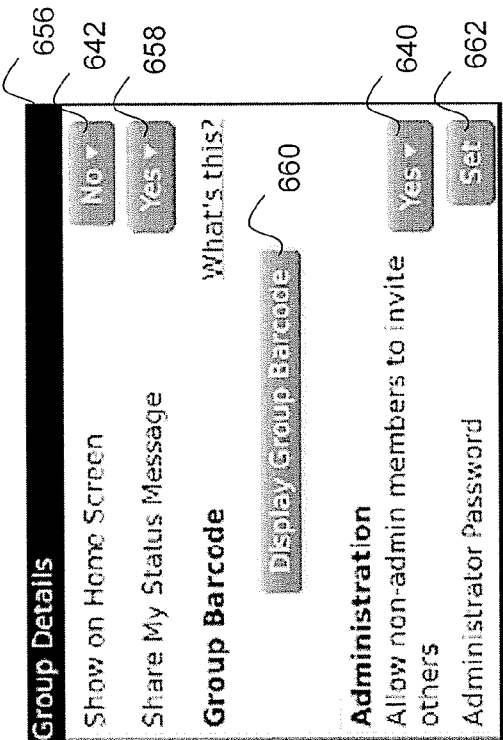 Group Details 656
Show on Home Screen No ▼ 642
Share My Status Message Yes ▼ 658
Group Barcode What's this?
Display Group Barcode 660
Administration
Allow non-admin members to invite Yes ▼ 640
others
Administrator Password Set 662